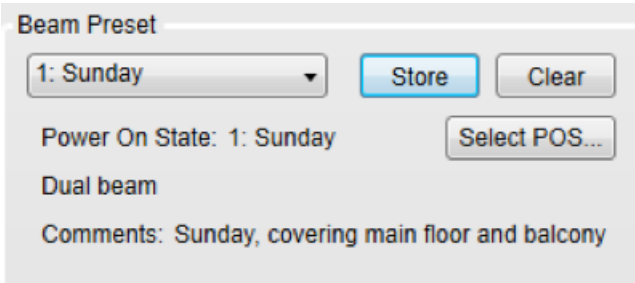 Beam Preset
1: Sunday Store Clear
Power On State: 1: Sunday Select POS...
Dual beam
Comments: Sunday, covering main floor and balcony